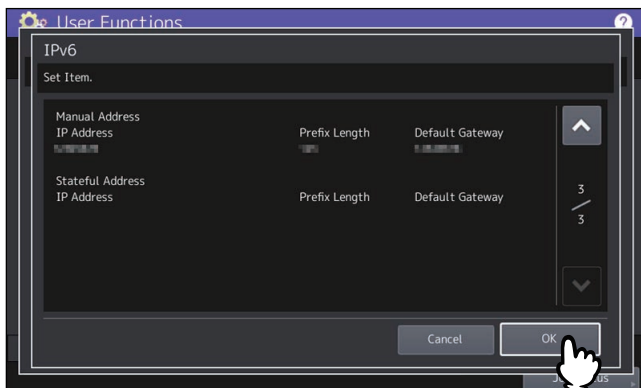 User Functions
?
IPv6
Set Item.
Manual Address
IP Address Prefix Length Default Gateway
Stateful Address
IP Address Prefix Length Default Gateway
3
3
Cancel OK